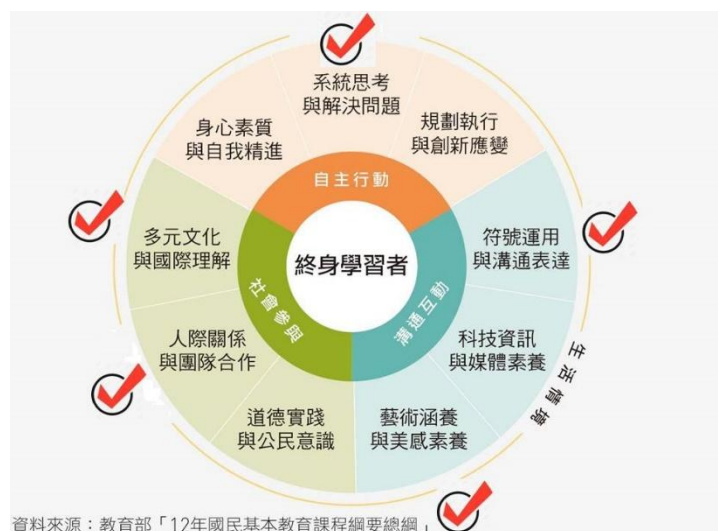 系統思考
與解決問題
規劃執行
與創新應變
符號運用
與溝通表達
科技資訊
與媒體素養
藝術涵養
與美感素養
道德實踐
與公民意識
人際關係
與團隊合作
多元文化
與國際理解
身心素質
與自我精進
自主行動
溝通互動
社會參與
終身學習者
生活情境
資料來源：教育部「12年國民基本教育課程綱要總綱」